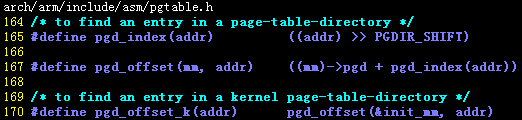 arch/arm/include/asm/pgtable.h
164 /* to find an entry in a page-table-directory */
165 #define pgd_index(addr) ((addr) >> PGDIR_SHIFT)
166
167 #define pgd_offset(mm, addr) ((mm)->pgd + pgd_index(addr))
168
169 /* to find an entry in a kernel page-table-directory */
170 #define pgd_offset_k(addr) pgd_offset(&init_mm, addr)